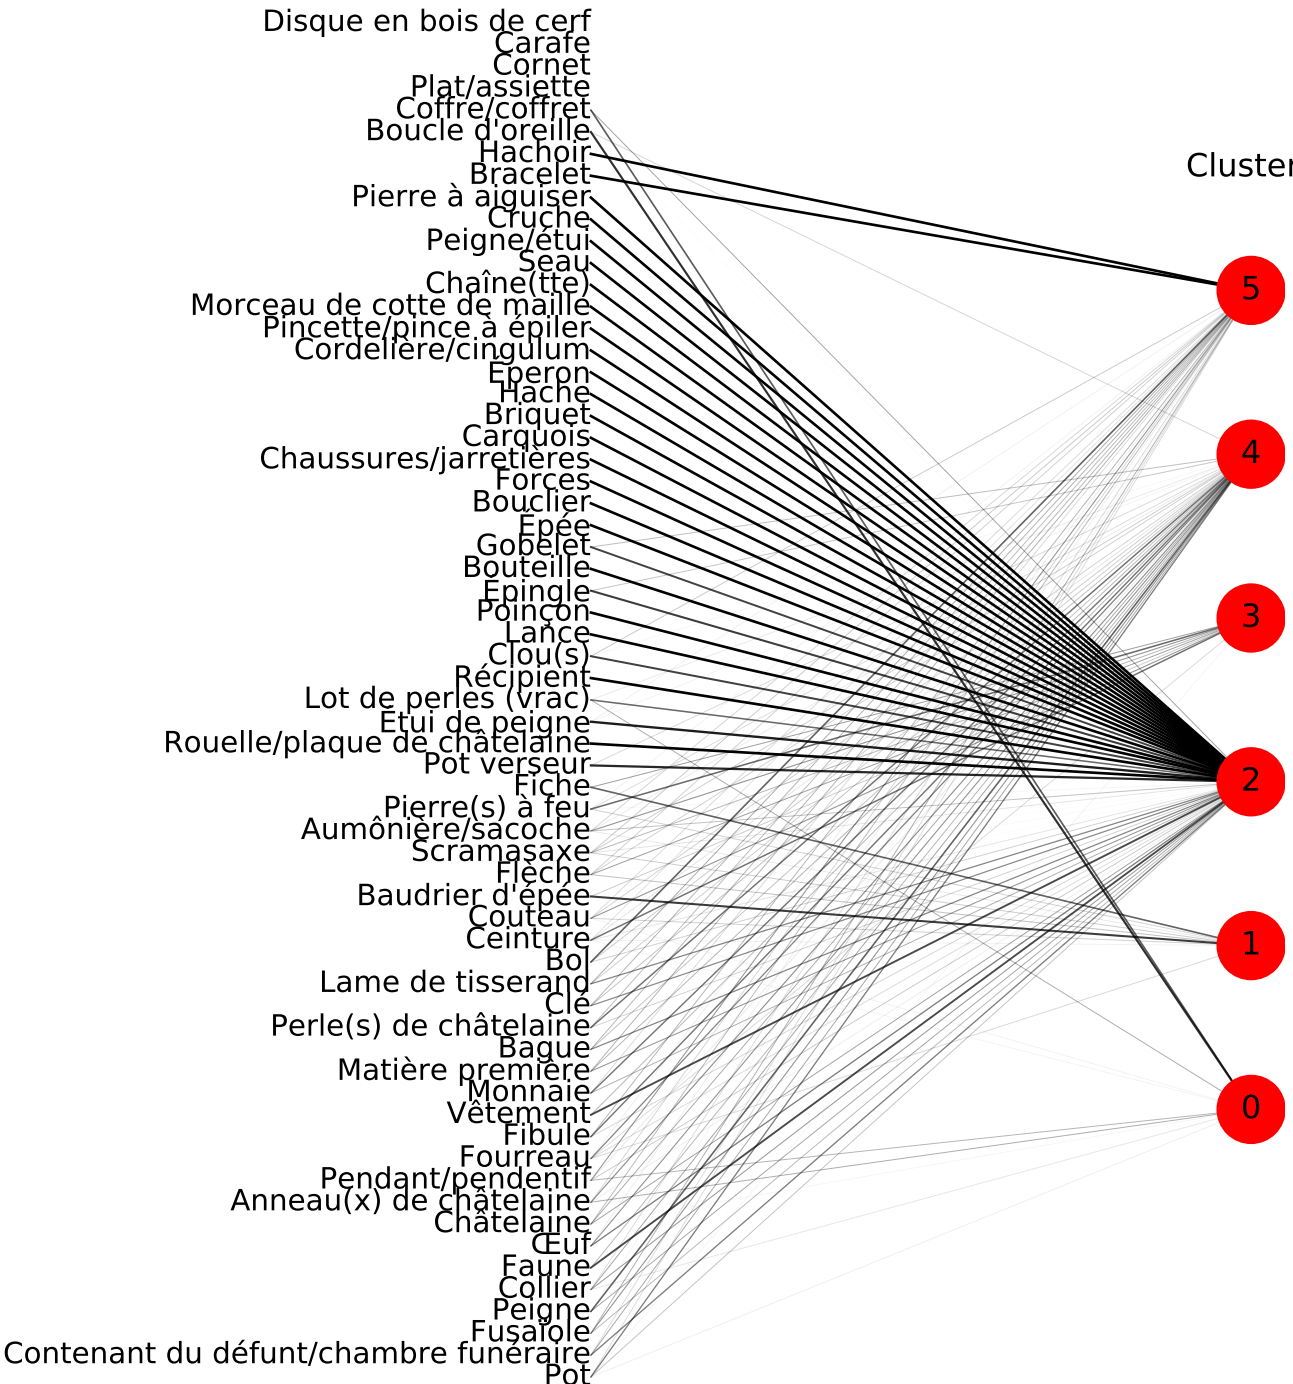 Disque en bois de cerf
Carafe
Cornet
Plat/assiette
Coffre/coffret
Boucle d'oreille
Hachoir
Bracelet
Pierre à aiguiser
Cruche
Peigne/étui
Seau
Chaîne(tte)
Morceau de cotte de maille
Pincette/pince à épiler
Cordelière/cingulum
Éperon
Hache
Briquet
Carquois
Chaussures/jarretières
Forces
Bouclier
Épée
Gobelet
Bouteille
Épingle
Poinçon
Lance
Clou(s)
Récipient
Lot de perles (vrac)
Étui de peigne
Rouelle/plaque de châtelaine
Pot verseur
Fiche
Pierre(s) à feu
Aumônière/sacoche
Scramasaxe
Flèche
Baudrier d'épée
Couteau
Ceinture
Bol
Lame de tisserand
Clé
Perle(s) de châtelaine
Bague
Matière première
Monnaie
Vêtement
Fibule
Fourreau
Pendant/pendentif
Anneau(x) de châtelaine
Châtelaine
Œuf
Faune
Collier
Peigne
Fusaïole
Contenant du défunt/chambre funéraire
Pot
Cluster
5
4
3
2
1
0